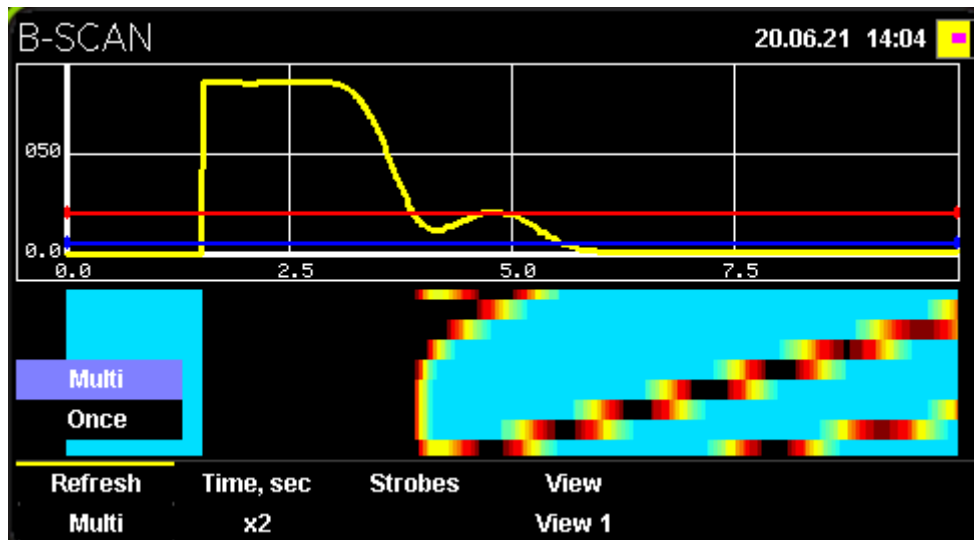 B-SCAN 20.06.21 14:04
050
0.0
0.0 2.5 5.0 7.5
Multi
Once
Refresh Time, sec Strobes View
Multi x2 View 1